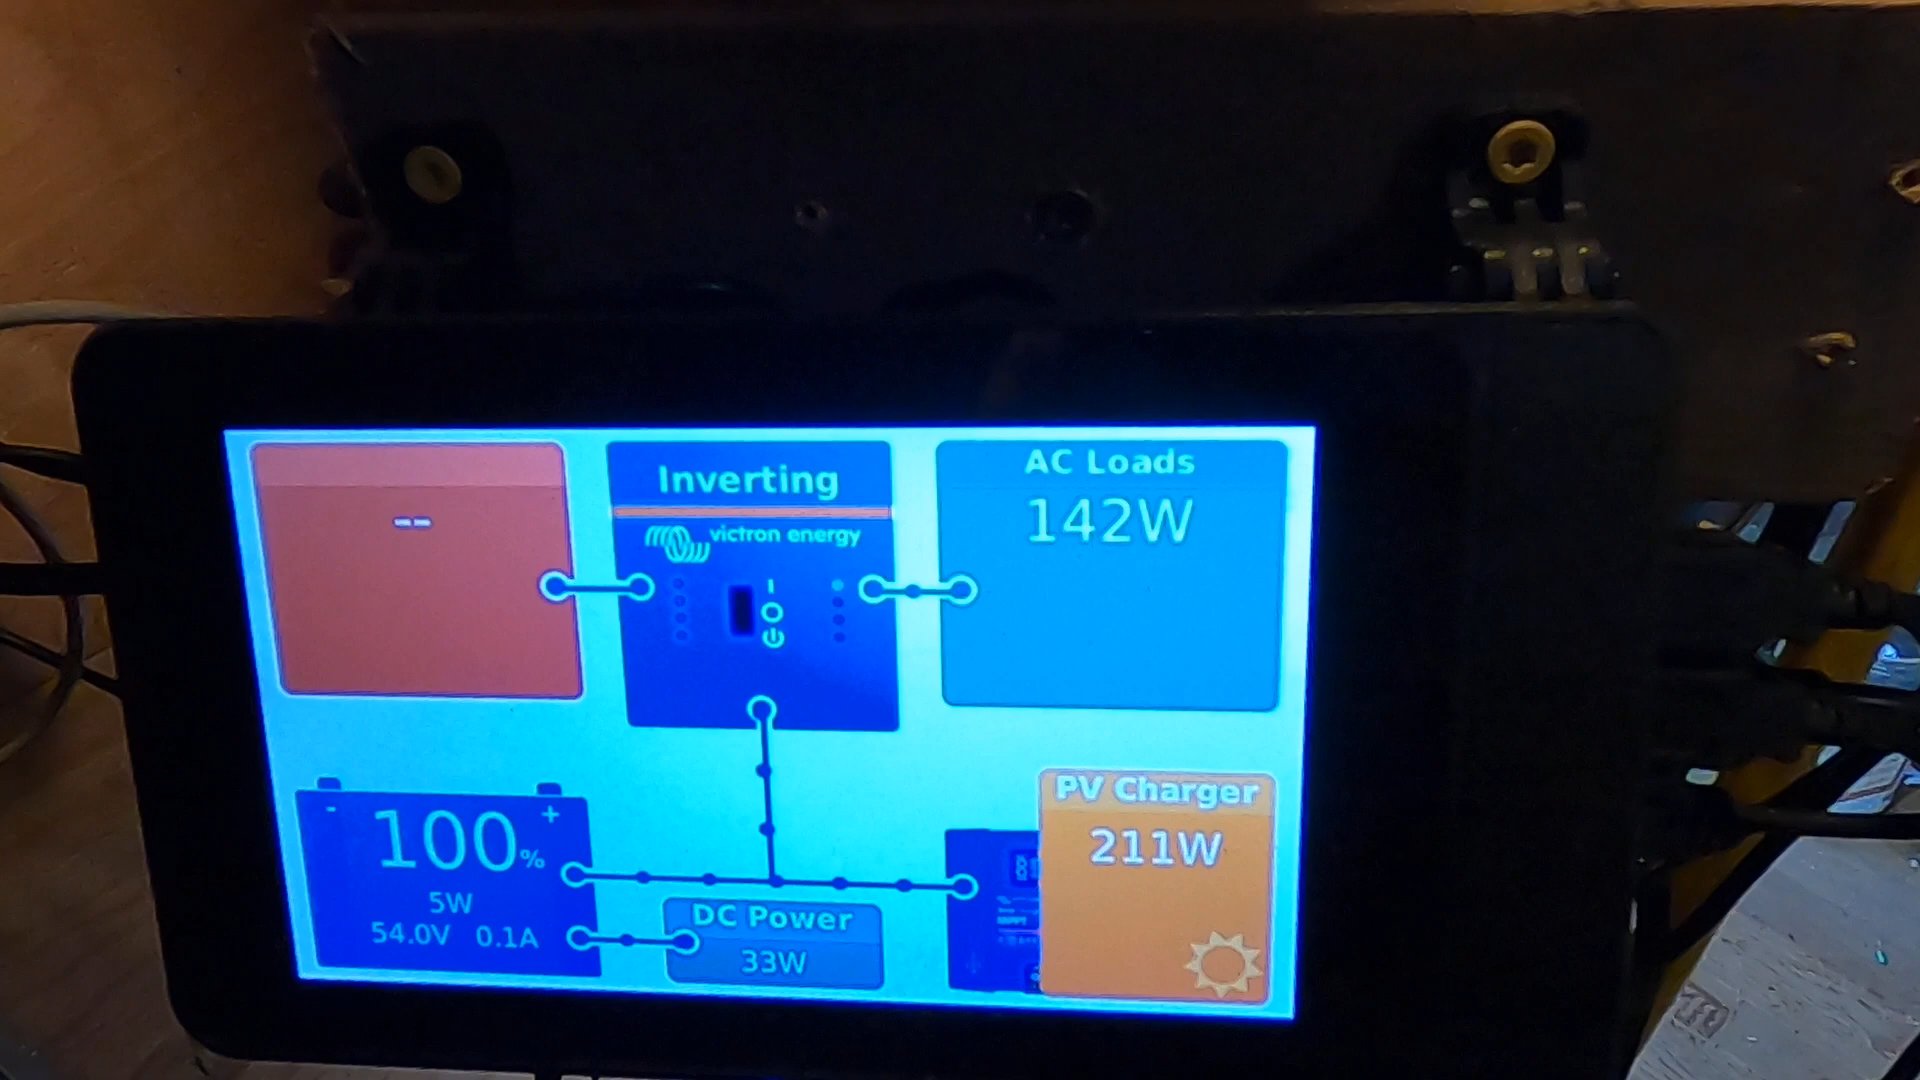 --
Inverting
victron energy
I
O
AC Loads
142W
- +
100%
5W
54.0V 0.1A
DC Power
33W
PV Charger
211W